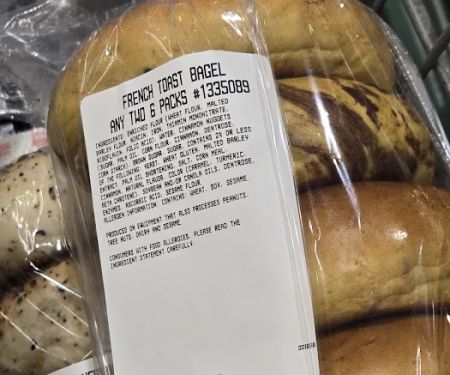 FRENCH TOAST BAGEL
ANY TWO 6 PACKS #1335089
INGREDIENTS: ENRICHED FLOUR (WHEAT FLOUR, MALTED
BARLEY FLOUR, NIACIN, IRON, THIAMIN MONONITRATE,
RIBOFLAVIN, FOLIC ACID), WATER, CINNAMON NUGGETS
(SUGAR, PALM OIL, CORN FLOUR, CINNAMON, DEXTROSE,
CORN STARCH), BROWN SUGAR, SUGAR, CONTAINS 2% OR LESS
OF THE FOLLOWING: YEAST, WHEAT GLUTEN, MALTED BARLEY
EXTRACT, PALM OIL SHORTENING, SALT, CORN MEAL,
CINNAMON, NATURAL FLAVOR, COLOR (CARAMEL, TURMERIC,
BETA CAROTENE), SOYBEAN AND/OR CANOLA OILS, DEXTROSE,
ENZYMES, ASCORBIC ACID, SESAME FLOUR.
ALLERGEN INFORMATION: CONTAINS: WHEAT, SOY, SESAME.
PRODUCED ON EQUIPMENT THAT ALSO PROCESSES PEANUTS,
TREE NUTS, DAIRY AND SESAME.
CONSUMERS WITH FOOD ALLERGIES, PLEASE READ THE
INGREDIENT STATEMENT CAREFULLY.